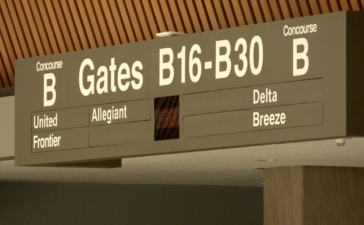 Concourse B Gates B16-B30 Concourse B
United Allegiant Delta
Frontier Breeze